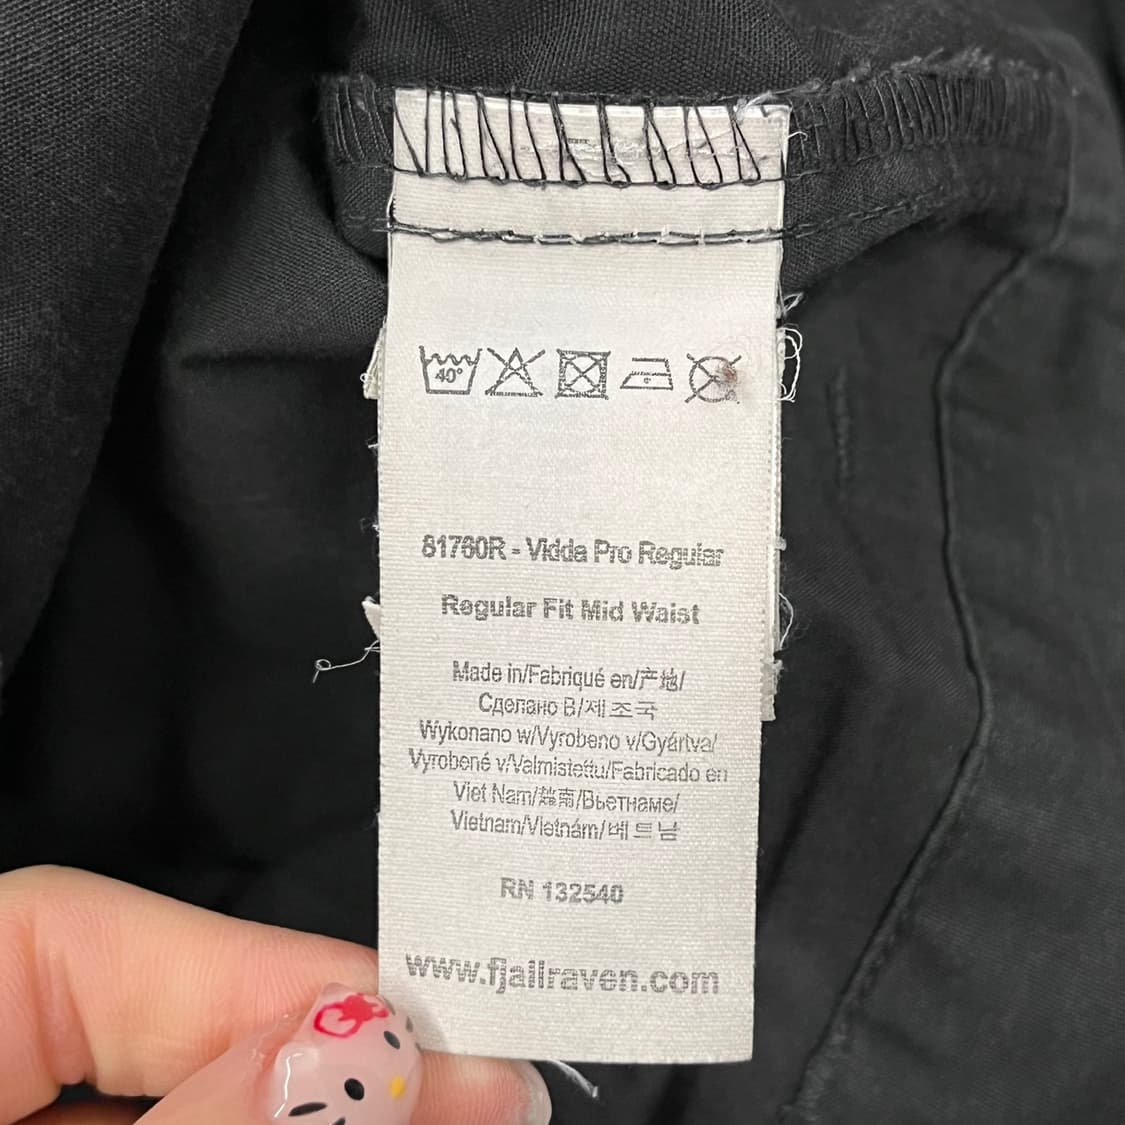 40°
81760R - Vidda Pro Regular
Regular Fit Mid Waist
Made in/Fabriqué en/产地/
Сделано В/제조국
Wykonano w/Vyrobeno v/Gyártva/
Vyrobené v/Valmistettu/Fabricado en
Viet Nam/越南/Вьетнаме/
Vietnam/Vietnám/베트남
RN 132540
www.fjallraven.com